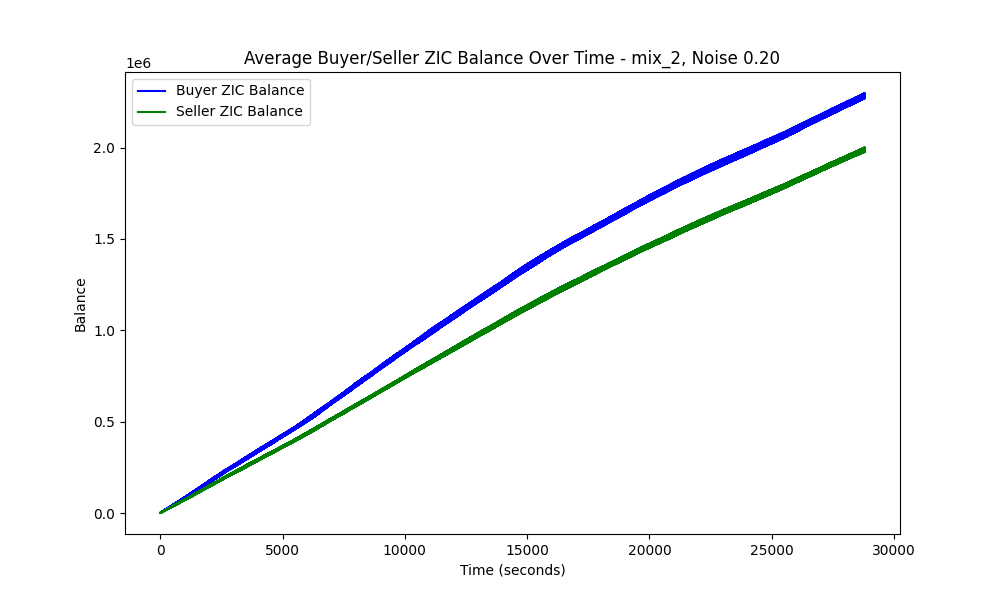 Average Buyer/Seller ZIC Balance Over Time - mix_2, Noise 0.20
1e6
Buyer ZIC Balance
Seller ZIC Balance
2.0
1.5
1.0
0.5
0.0
Balance
0 5000 10000 15000 20000 25000 30000
Time (seconds)